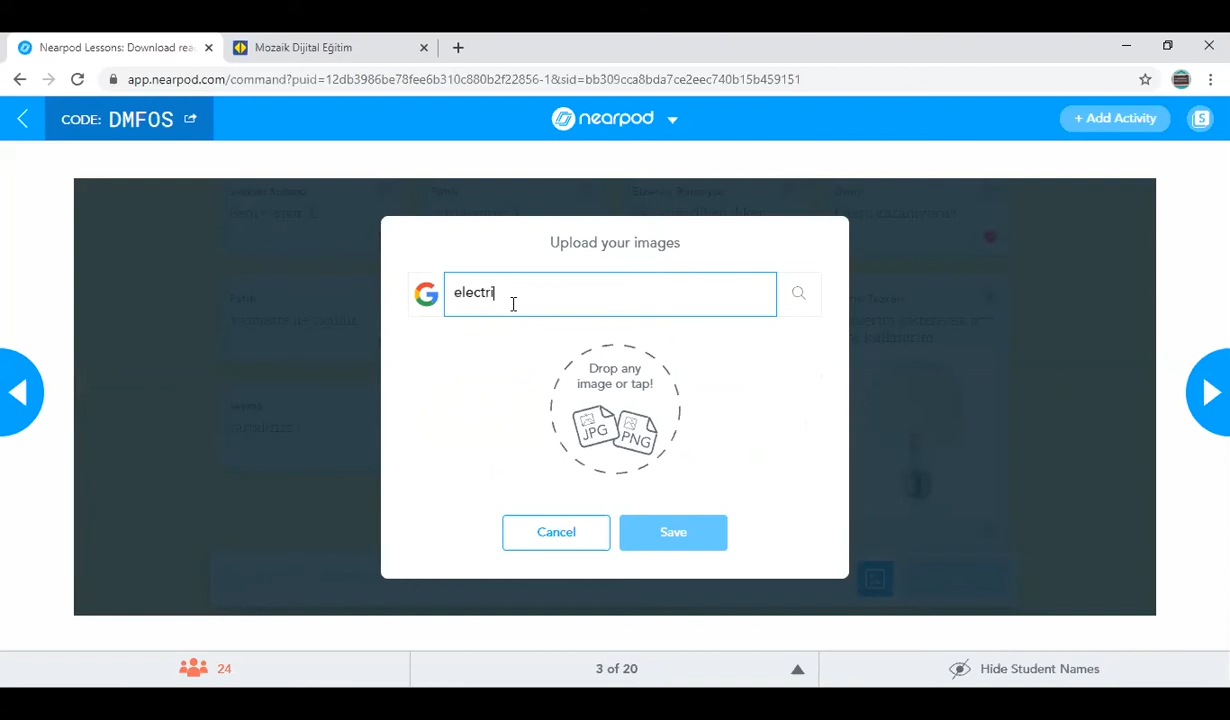 Nearpod Lessons: Download rea
Mozaik Dijital Eğitim
app.nearpod.com/command?puid=12db3986be78fee6b310c880b2f22856-1&sid=bb309cca8bda7ce2eec740b15b459151
CODE: DMFOS
nearpod
+ Add Activity
S
Upload your images
electri
Drop any
image or tap!
JPG
PNG
Cancel
Save
24
3 of 20
Hide Student Names